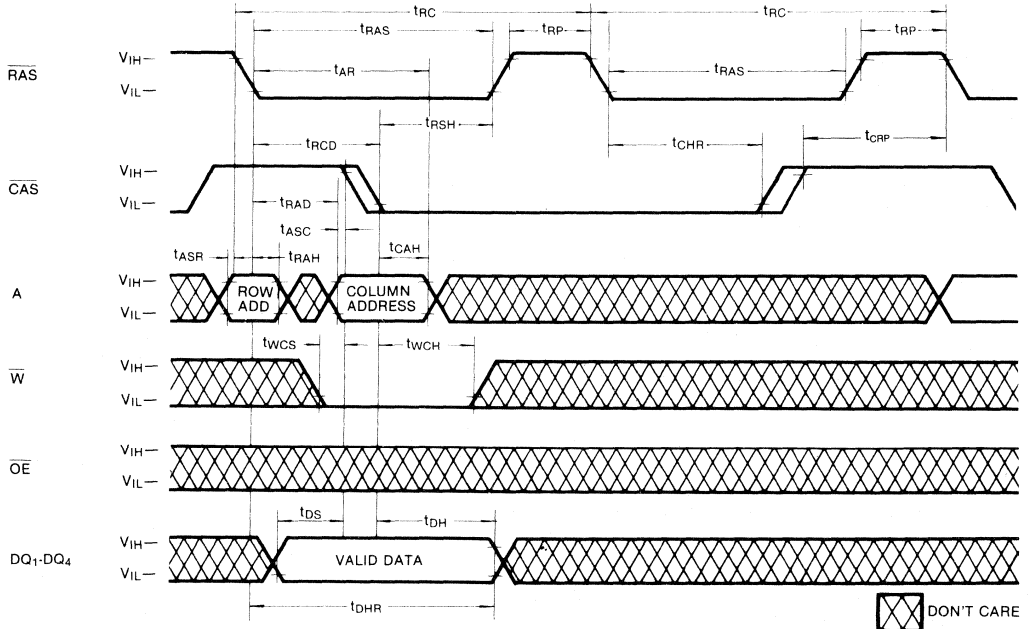 tRC tRC
tRAS tRP tRP
RAS VIH— tAR tRAS
VIL—
tRSH
tRCD tCHR tCRP
CAS VIH—
VIL— tRAD
tASC
tASR tRAH tCAH
A VIH— ROW ADD COLUMN ADDRESS
VIL—
tWCS tWCH
W VIH—
VIL—
OE VIH—
VIL—
tDS tDH
DQ1-DQ4 VIH— VALID DATA
VIL—
tDHR
DON'T CARE